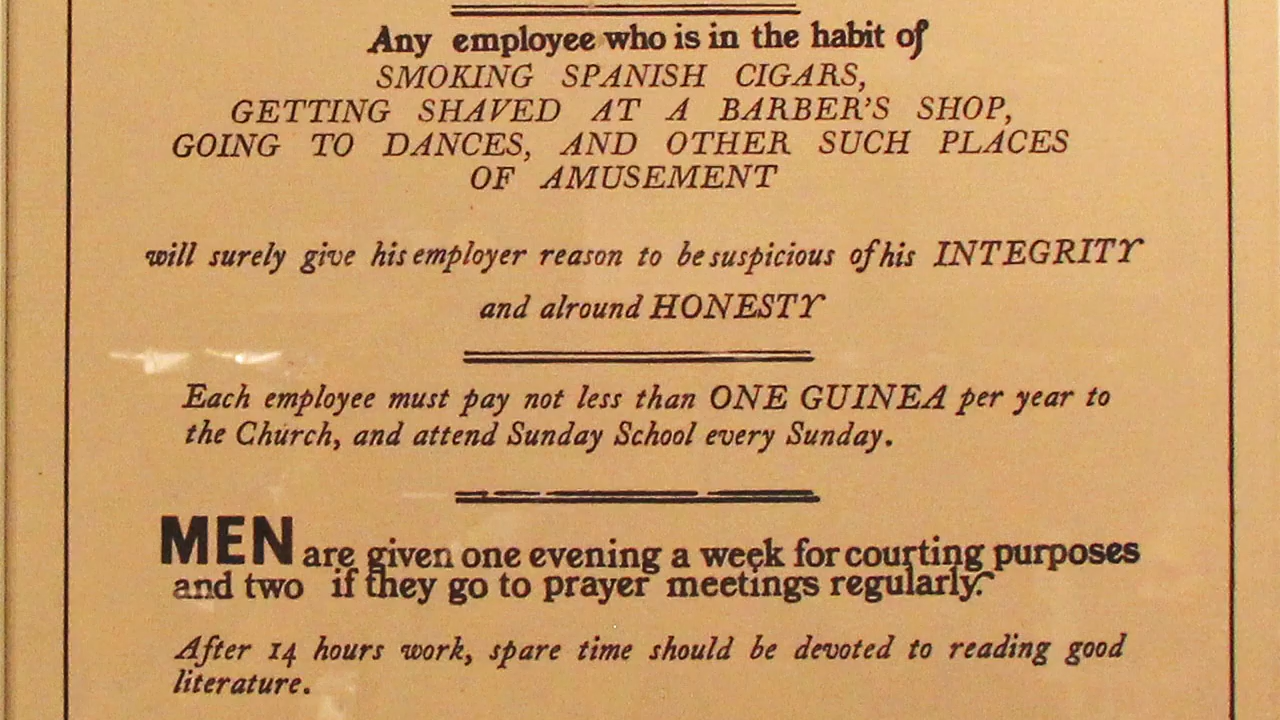 Any employee who is in the habit of
SMOKING SPANISH CIGARS,
GETTING SHAVED AT A BARBER'S SHOP,
GOING TO DANCES, AND OTHER SUCH PLACES
OF AMUSEMENT
will surely give his employer reason to be suspicious of his INTEGRITY
and alround HONESTY
Each employee must pay not less than ONE GUINEA per year to
the Church, and attend Sunday School every Sunday.
MEN are given one evening a week for courting purposes
and two if they go to prayer meetings regularly.
After 14 hours work, spare time should be devoted to reading good
literature.